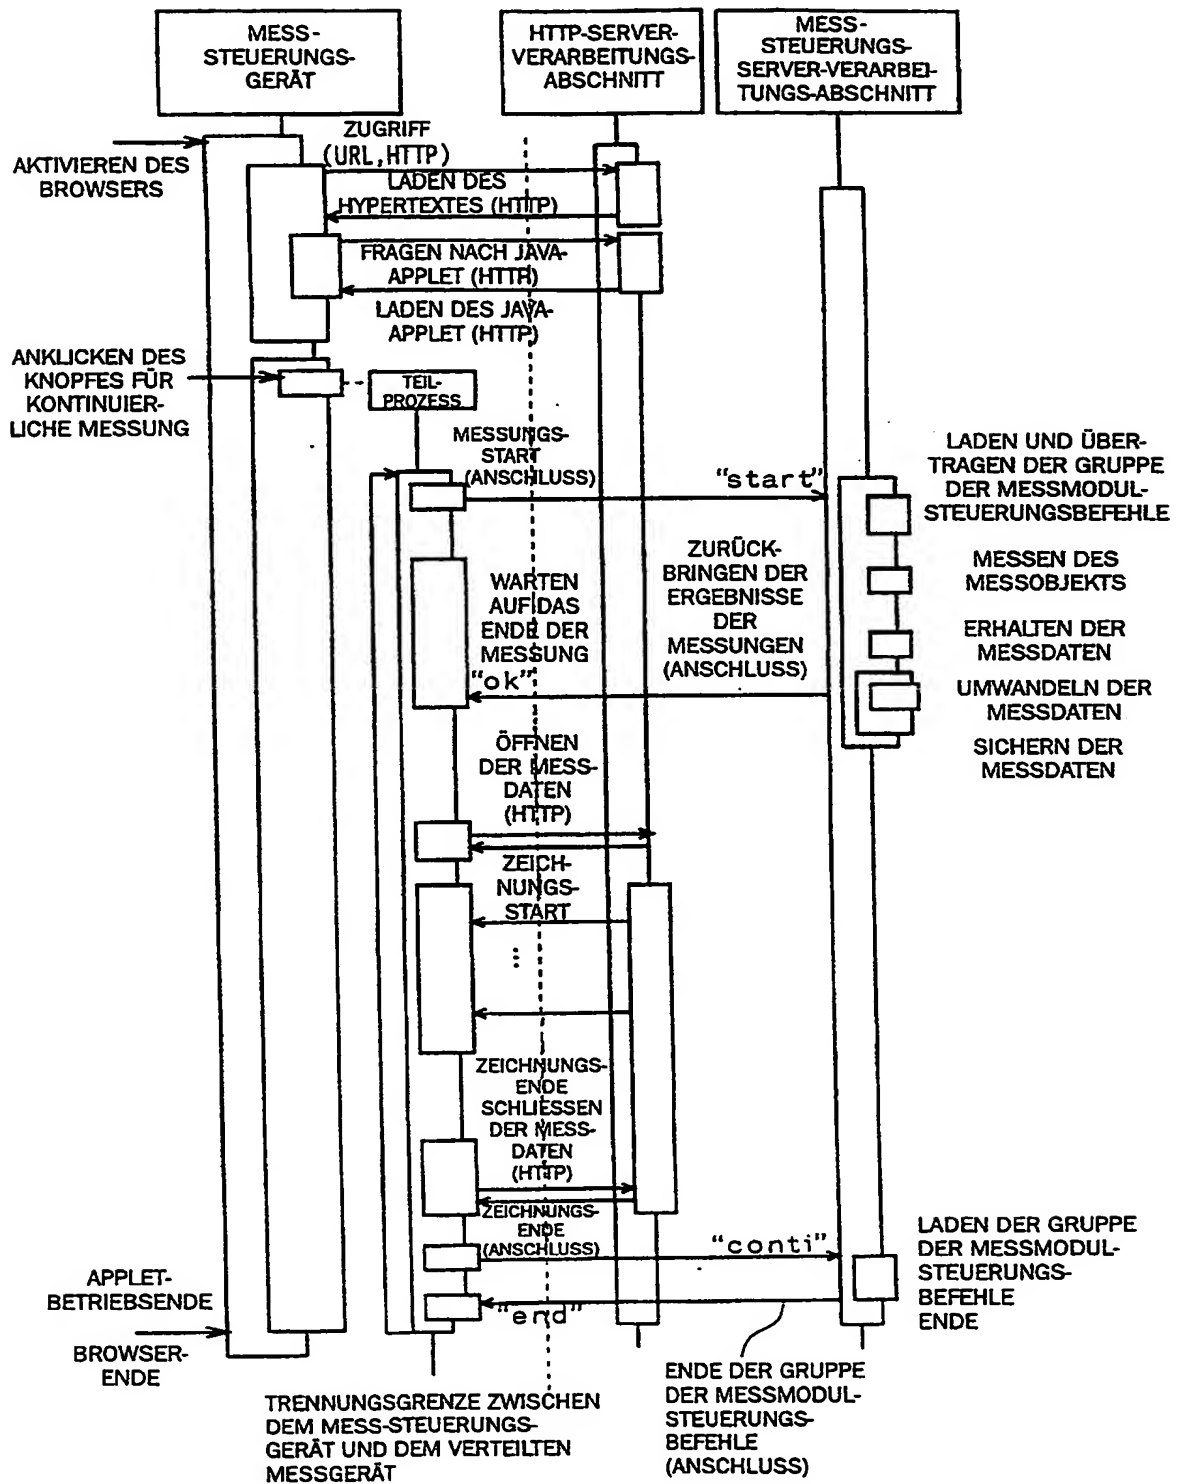 MESS-
STEUERUNGS-
GERÄT
HTTP-SERVER-
VERARBEITUNGS-
ABSCHNITT
MESS-
STEUERUNGS-
SERVER-VERARBEI-
TUNGS-ABSCHNITT
AKTIVIEREN DES
BROWSERS
ZUGRIFF
(URL,HTTP)
LADEN DES
HYPERTEXTES (HTTP)
FRAGEN NACH JAVA-
APPLET (HTTP)
LADEN DES JAVA-
APPLET (HTTP)
ANKLICKEN DES
KNOPFES FÜR
KONTINUIER-
LICHE MESSUNG
TEIL-
PROZESS
MESSUNGS-
START
(ANSCHLUSS)
"start"
LADEN UND ÜBER-
TRAGEN DER GRUPPE
DER MESSMODUL-
STEUERUNGSBEFEHLE
MESSEN DES
MESSOBJEKTS
ERHALTEN DER
MESSDATEN
UMWANDELN DER
MESSDATEN
SICHERN DER
MESSDATEN
WARTEN
AUF DAS
ENDE DER
MESSUNG
"ok"
ZURÜCK-
BRINGEN DER
ERGEBNISSE
DER
MESSUNGEN
(ANSCHLUSS)
ÖFFNEN
DER MESS-
DATEN
(HTTP)
ZEICH-
NUNGS-
START
ZEICHNUNGS-
ENDE
SCHLIESSEN
DER MESS-
DATEN
(HTTP)
ZEICHNUNGS-
ENDE
(ANSCHLUSS)
"conti"
LADEN DER GRUPPE
DER MESSMODUL-
STEUERUNGS-
BEFEHLE
ENDE
"end"
APPLET-
BETRIEBSENDE
BROWSER-
ENDE
ENDE DER GRUPPE
DER MESSMODUL-
STEUERUNGS-
BEFEHLE
(ANSCHLUSS)
TRENNUNGSGRENZE ZWISCHEN
DEM MESS-STEUERUNGS-
GERÄT UND DEM VERTEILTEN
MESSGERÄT